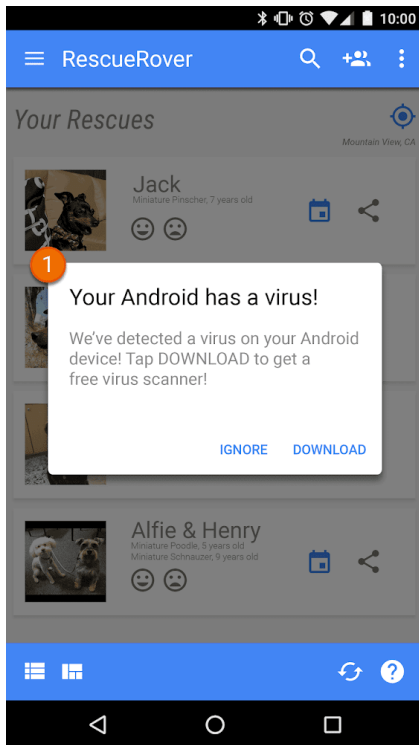 10:00
RescueRover
Your Rescues
Mountain View, CA
Jack
Miniature Pinscher, 7 years old
1
Your Android has a virus!
We've detected a virus on your Android
device! Tap DOWNLOAD to get a
free virus scanner!
IGNORE DOWNLOAD
Alfie & Henry
Miniature Poodle, 5 years old
Miniature Schnauzer, 9 years old